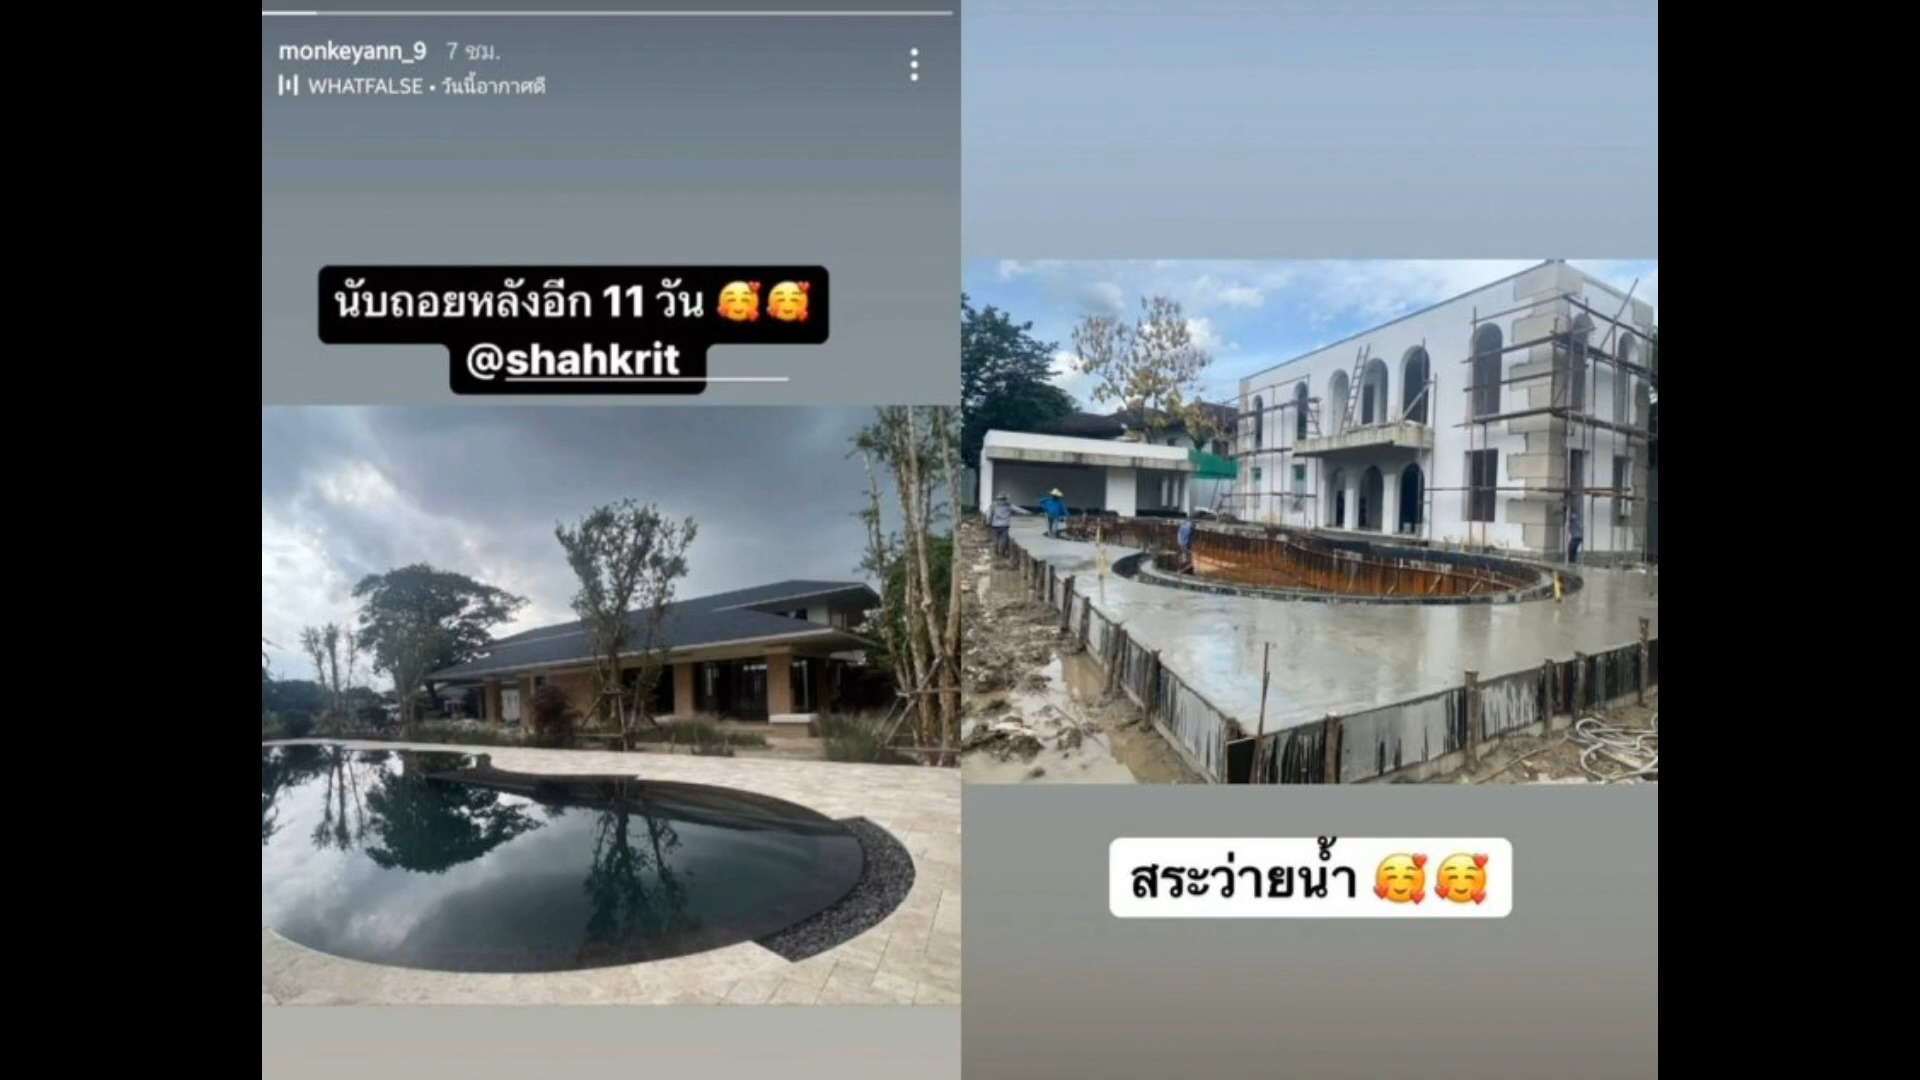 monkeyann_9 7 ชม.
WHATFALSE • วันนี้อากาศดี
นับถอยหลังอีก 11 วัน 🥰🥰
@shahkrit
สระว่ายน้ำ 🥰🥰